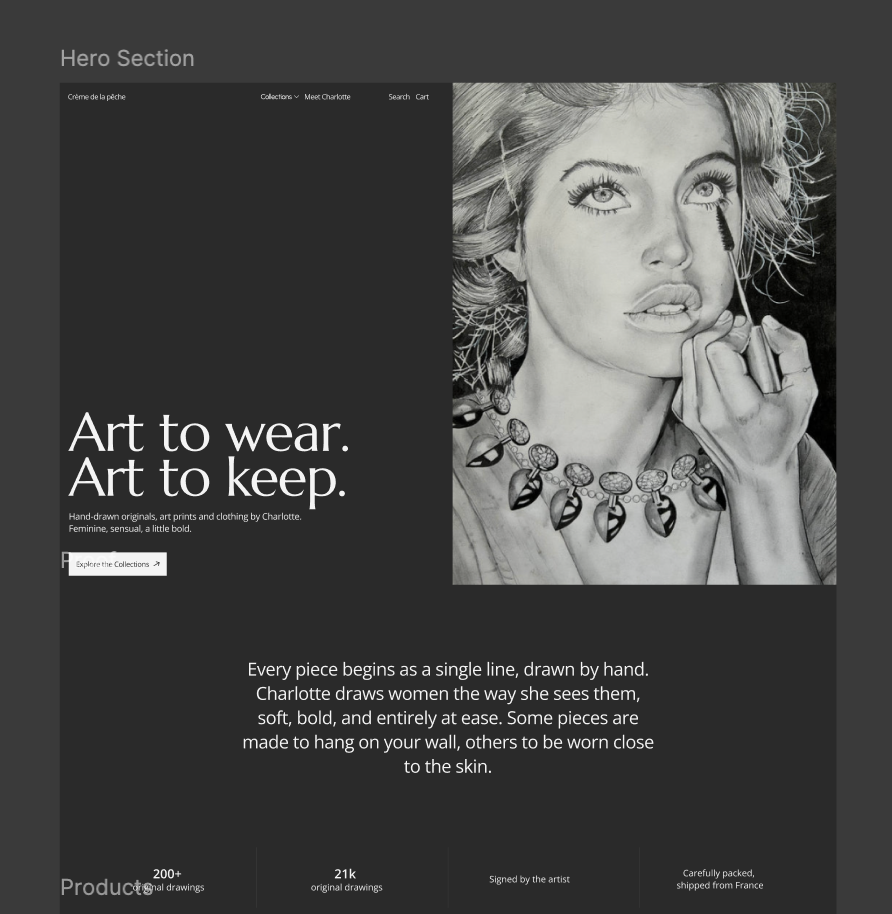 Hero Section
Crème de la pêche
Collections Meet Charlotte Search Cart
Art to wear.
Art to keep.
Hand-drawn originals, art prints and clothing by Charlotte.
Feminine, sensual, a little bold.
Explore the Collections
Every piece begins as a single line, drawn by hand.
Charlotte draws women the way she sees them,
soft, bold, and entirely at ease. Some pieces are
made to hang on your wall, others to be worn close
to the skin.
200+
original drawings
21k
original drawings
Signed by the artist
Carefully packed,
shipped from France
Products